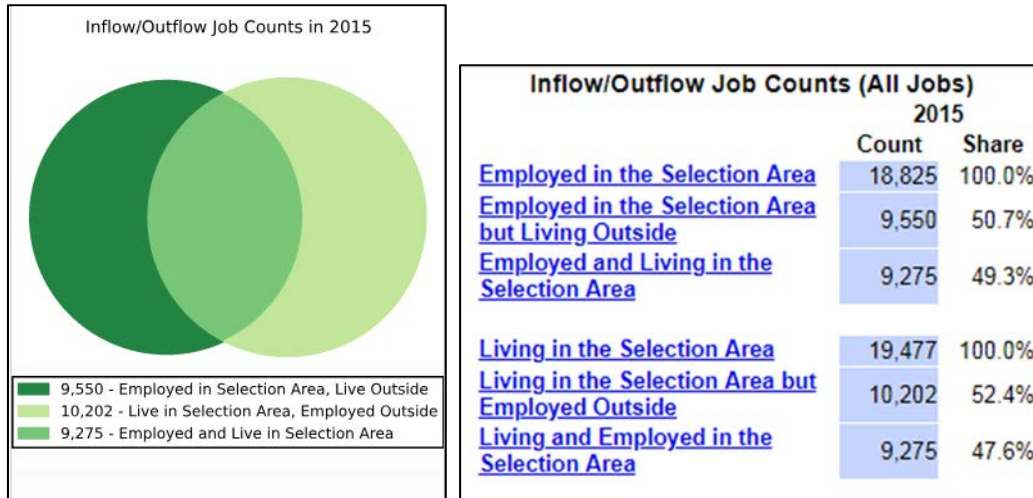 Inflow/Outflow Job Counts in 2015
9,550 - Employed in Selection Area, Live Outside
10,202 - Live in Selection Area, Employed Outside
9,275 - Employed and Live in Selection Area
Inflow/Outflow Job Counts (All Jobs)
2015
Count Share
Employed in the Selection Area 18,825 100.0%
Employed in the Selection Area
but Living Outside 9,550 50.7%
Employed and Living in the
Selection Area 9,275 49.3%
Living in the Selection Area 19,477 100.0%
Living in the Selection Area but
Employed Outside 10,202 52.4%
Living and Employed in the
Selection Area 9,275 47.6%